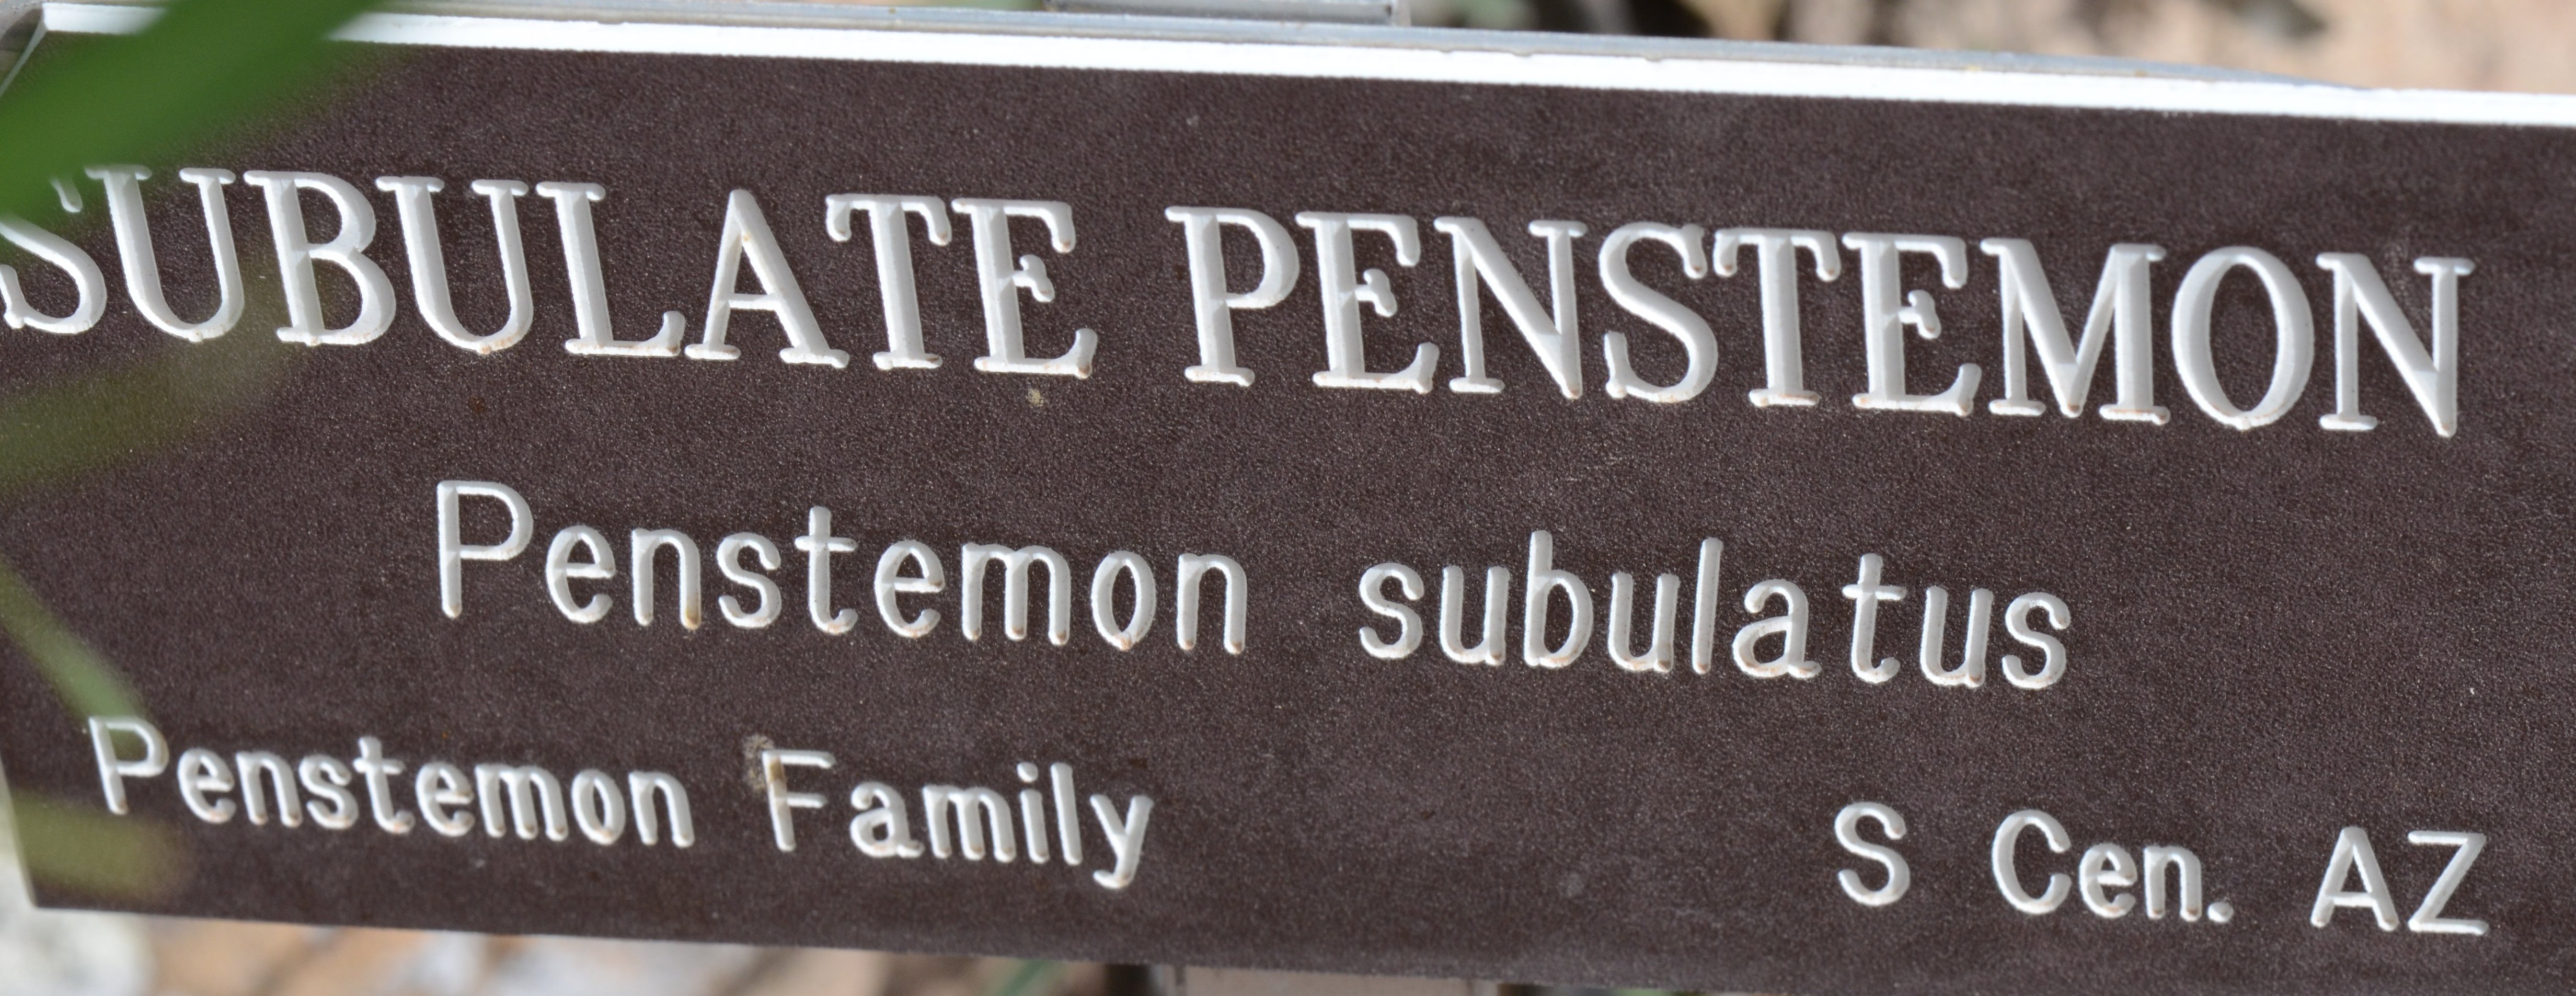 SUBULATE PENSTEMON
Penstemon subulatus
Penstemon Family S Cen. AZ